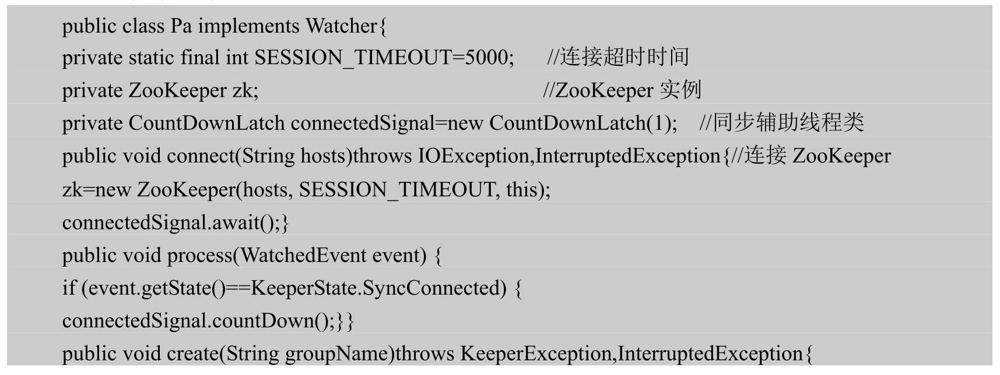 public class Pa implements Watcher{
private static final int SESSION_TIMEOUT=5000; //连接超时时间
private ZooKeeper zk; //ZooKeeper 实例
private CountDownLatch connectedSignal=new CountDownLatch(1); //同步辅助线程类
public void connect(String hosts)throws IOException,InterruptedException{//连接 ZooKeeper
zk=new ZooKeeper(hosts, SESSION_TIMEOUT, this);
connectedSignal.await();}
public void process(WatchedEvent event) {
if (event.getState()==KeeperState.SyncConnected) {
connectedSignal.countDown();}}
public void create(String groupName)throws KeeperException,InterruptedException{